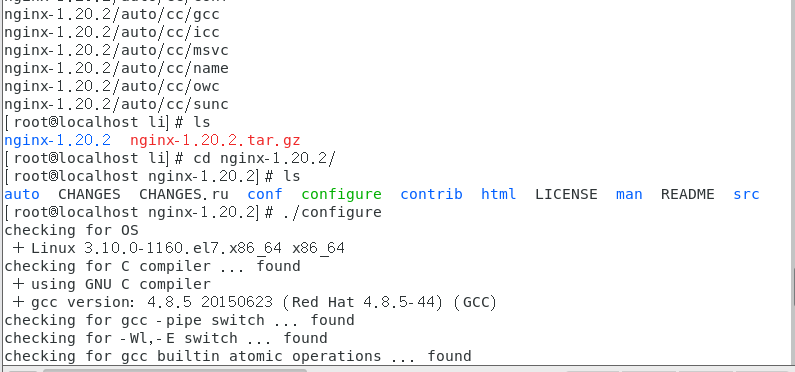 nginx-1.20.2/auto/cc/gcc
nginx-1.20.2/auto/cc/icc
nginx-1.20.2/auto/cc/msvc
nginx-1.20.2/auto/cc/name
nginx-1.20.2/auto/cc/owc
nginx-1.20.2/auto/cc/sunc
[root@localhost li]# ls
nginx-1.20.2  nginx-1.20.2.tar.gz
[root@localhost li]# cd nginx-1.20.2/
[root@localhost nginx-1.20.2]# ls
auto  CHANGES  CHANGES.ru  conf  configure  contrib  html  LICENSE  man  README  src
[root@localhost nginx-1.20.2]# ./configure
checking for OS
 + Linux 3.10.0-1160.el7.x86_64 x86_64
checking for C compiler ... found
 + using GNU C compiler
 + gcc version: 4.8.5 20150623 (Red Hat 4.8.5-44) (GCC)
checking for gcc -pipe switch ... found
checking for -Wl,-E switch ... found
checking for gcc builtin atomic operations ... found